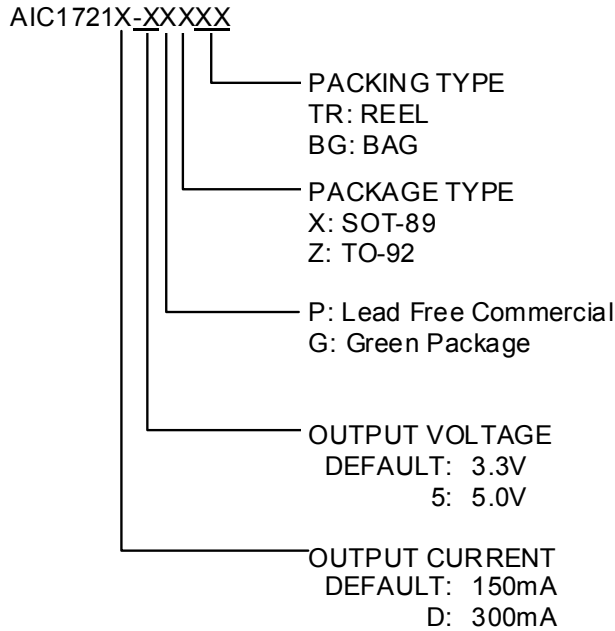 AIC1721X-XXXXX
PACKING TYPE
TR: REEL
BG: BAG
PACKAGE TYPE
X: SOT-89
Z: TO-92
P: Lead Free Commercial
G: Green Package
OUTPUT VOLTAGE
DEFAULT: 3.3V
5: 5.0V
OUTPUT CURRENT
DEFAULT: 150mA
D: 300mA